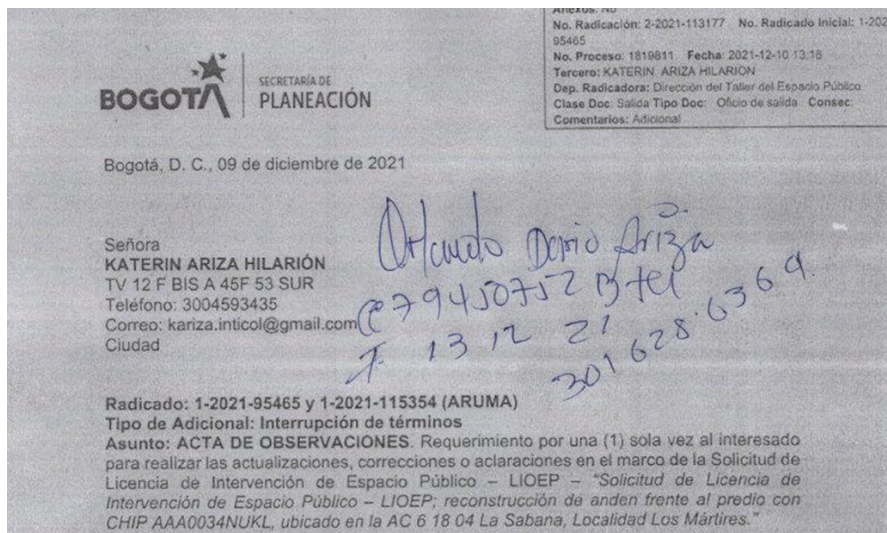 Anexos: No
No. Radicación: 2-2021-113177 No. Radicado Inicial: 1-202
95465
No. Proceso: 1819811 Fecha: 2021-12-10 13:18
Tercero: KATERIN ARIZA HILARION
Dep. Radicadora: Dirección del Taller del Espacio Público
Clase Doc: Salida Tipo Doc: Oficio de salida Consec:
Comentarios: Adicional
BOGOTÁ
SECRETARÍA DE
PLANEACIÓN
Bogotá, D. C., 09 de diciembre de 2021
Señora
KATERIN ARIZA HILARIÓN
TV 12 F BIS A 45F 53 SUR
Teléfono: 3004593435
Correo: kariza.inticol@gmail.com
Ciudad
Orlando Dario Ariza
79450752 Bta
13 12 21
301 628.6369.
Radicado: 1-2021-95465 y 1-2021-115354 (ARUMA)
Tipo de Adicional: Interrupción de términos
Asunto: ACTA DE OBSERVACIONES. Requerimiento por una (1) sola vez al interesado
para realizar las actualizaciones, correcciones o aclaraciones en el marco de la Solicitud de
Licencia de Intervención de Espacio Público – LIOEP – "Solicitud de Licencia de
Intervención de Espacio Público – LIOEP; reconstrucción de anden frente al predio con
CHIP AAA0034NUKL, ubicado en la AC 6 18 04 La Sabana, Localidad Los Mártires."